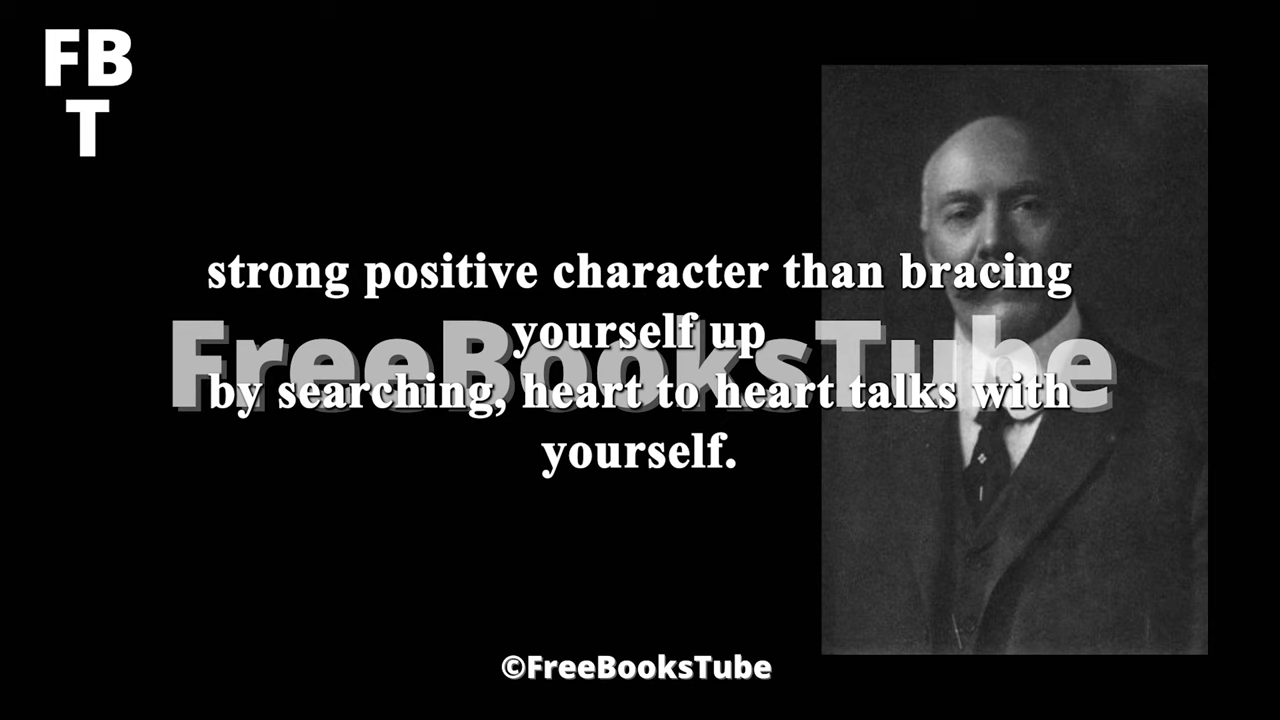 FB
T
strong positive character than bracing
yourself up
FreeBooksTube
by searching, heart to heart talks with
yourself.
©FreeBooksTube